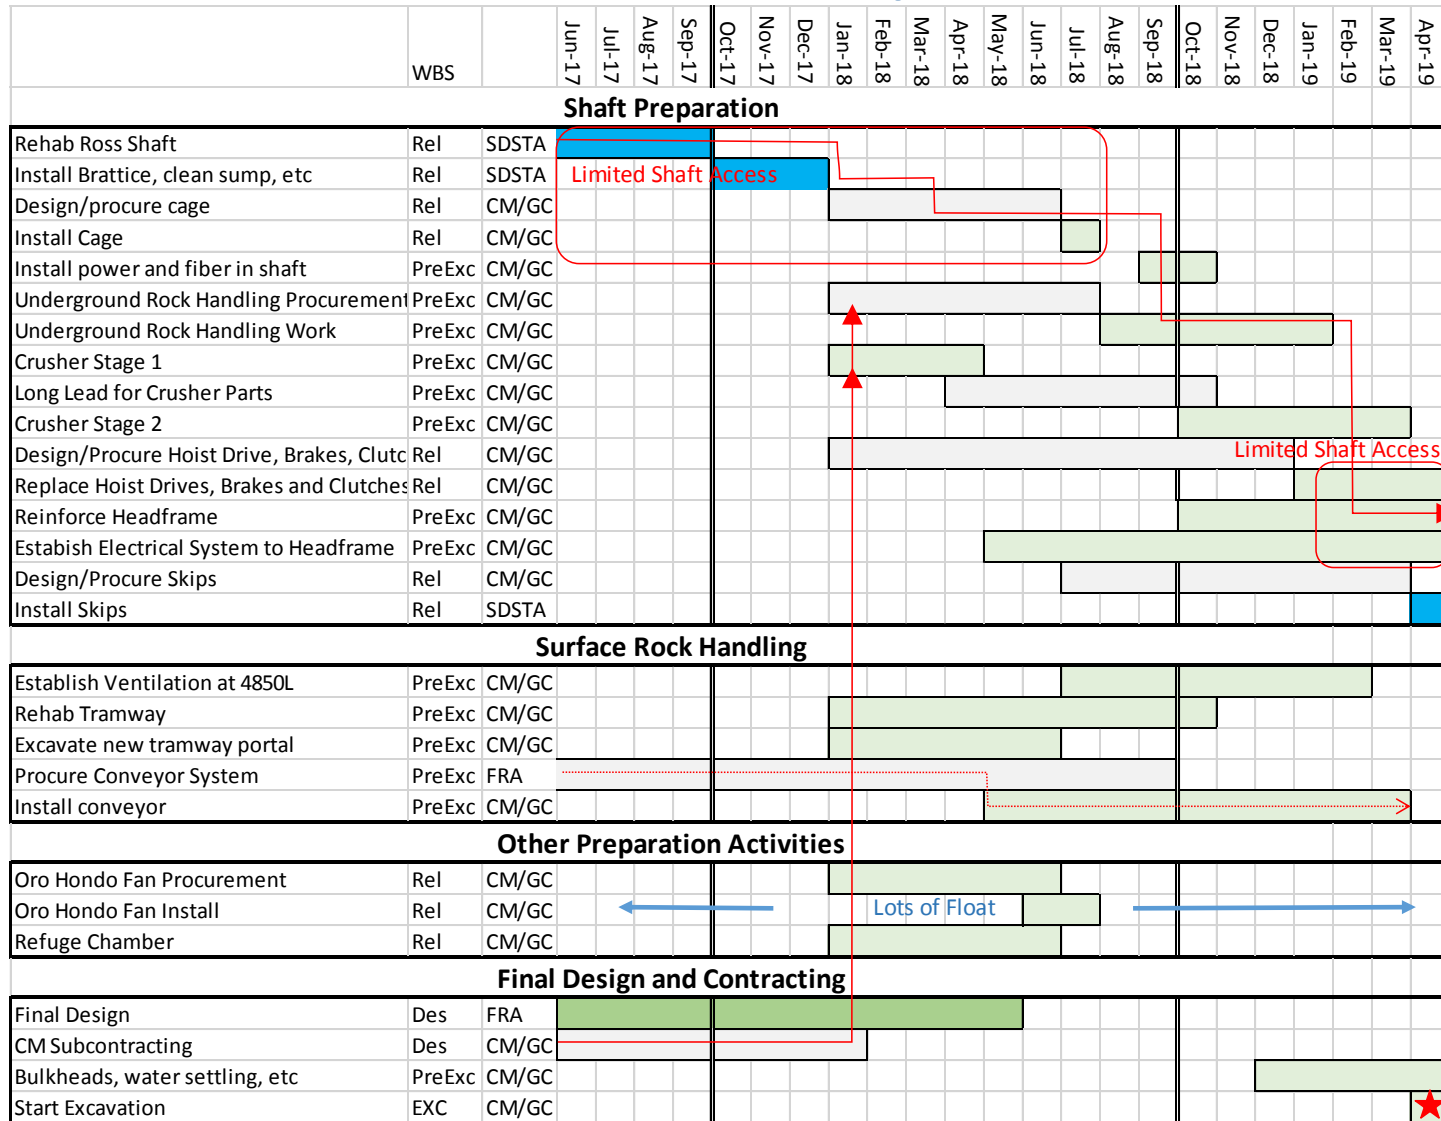 Jun-17 Jul-17 Aug-17 Sep-17 Oct-17 Nov-17 Dec-17 Jan-18 Feb-18 Mar-18 Apr-18 May-18 Jun-18 Jul-18 Aug-18 Sep-18 Oct-18 Nov-18 Dec-18 Jan-19 Feb-19 Mar-19 Apr-19
WBS
Shaft Preparation
Rehab Ross Shaft Rel SDSTA
Install Brattice, clean sump, etc Rel SDSTA Limited Shaft Access
Design/procure cage Rel CM/GC
Install Cage Rel CM/GC
Install power and fiber in shaft PreExc CM/GC
Underground Rock Handling Procurement PreExc CM/GC
Underground Rock Handling Work PreExc CM/GC
Crusher Stage 1 PreExc CM/GC
Long Lead for Crusher Parts PreExc CM/GC
Crusher Stage 2 PreExc CM/GC
Design/Procure Hoist Drive, Brakes, Clutc Rel CM/GC Limited Shaft Access
Replace Hoist Drives, Brakes and Clutches Rel CM/GC
Reinforce Headframe PreExc CM/GC
Estabish Electrical System to Headframe PreExc CM/GC
Design/Procure Skips Rel CM/GC
Install Skips Rel SDSTA
Surface Rock Handling
Establish Ventilation at 4850L PreExc CM/GC
Rehab Tramway PreExc CM/GC
Excavate new tramway portal PreExc CM/GC
Procure Conveyor System PreExc FRA
Install conveyor PreExc CM/GC
Other Preparation Activities
Oro Hondo Fan Procurement Rel CM/GC
Oro Hondo Fan Install Rel CM/GC Lots of Float
Refuge Chamber Rel CM/GC
Final Design and Contracting
Final Design Des FRA
CM Subcontracting Des CM/GC
Bulkheads, water settling, etc PreExc CM/GC
Start Excavation EXC CM/GC